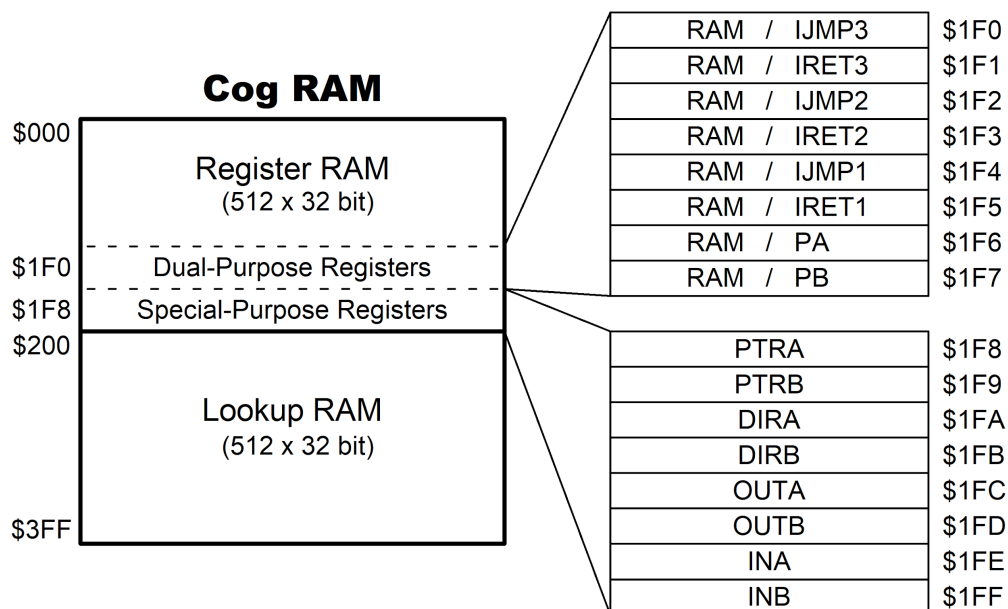 Cog RAM
$000
Register RAM
(512 x 32 bit)
$1F0
Dual-Purpose Registers
$1F8
Special-Purpose Registers
$200
Lookup RAM
(512 x 32 bit)
$3FF
RAM / IJMP3 $1F0
RAM / IRET3 $1F1
RAM / IJMP2 $1F2
RAM / IRET2 $1F3
RAM / IJMP1 $1F4
RAM / IRET1 $1F5
RAM / PA $1F6
RAM / PB $1F7
PTRA $1F8
PTRB $1F9
DIRA $1FA
DIRB $1FB
OUTA $1FC
OUTB $1FD
INA $1FE
INB $1FF